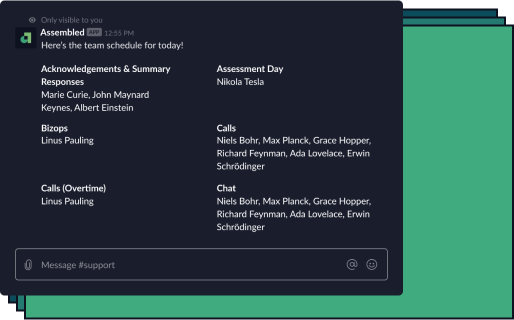 Only visible to you
Assembled APP 12:55 PM
Here's the team schedule for today!
Acknowledgements & Summary
Responses
Marie Curie, John Maynard
Keynes, Albert Einstein
Assessment Day
Nikola Tesla
Bizops
Linus Pauling
Calls
Niels Bohr, Max Planck, Grace Hopper,
Richard Feynman, Ada Lovelace, Erwin
Schrödinger
Calls (Overtime)
Linus Pauling
Chat
Niels Bohr, Max Planck, Grace Hopper,
Richard Feynman, Ada Lovelace, Erwin
Schrödinger
Message #support